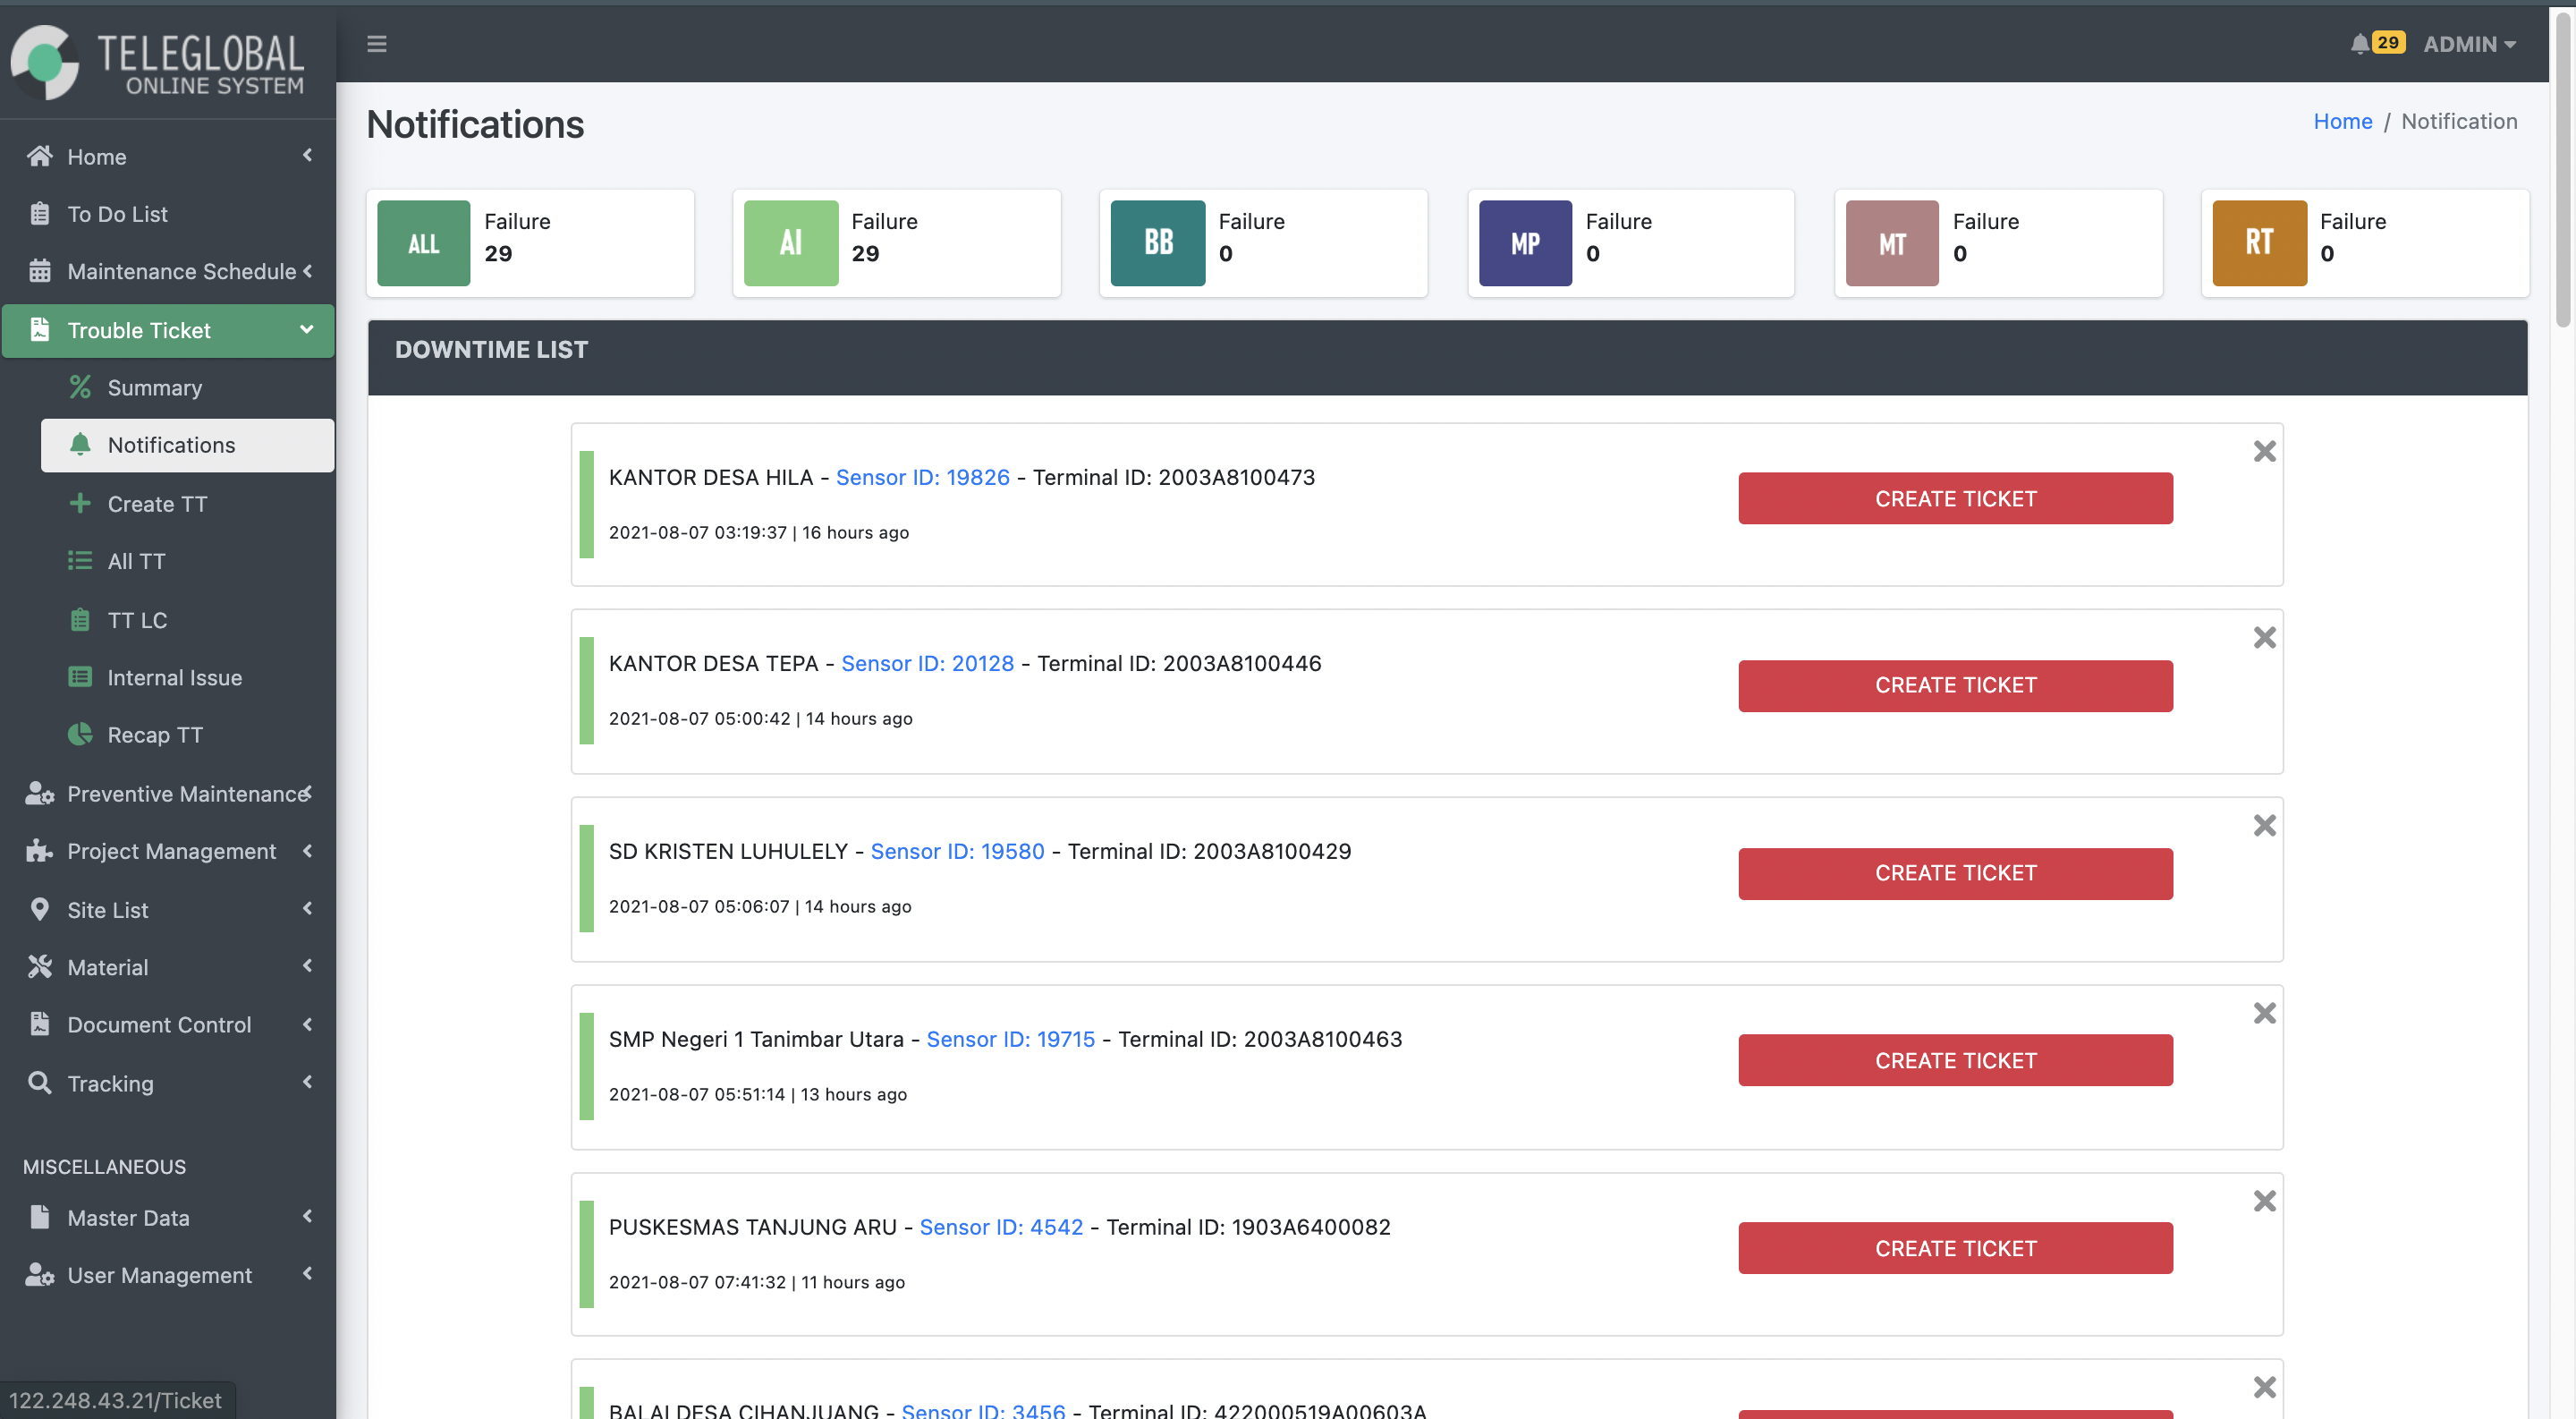 TELEGLOBAL
ONLINE SYSTEM
29 ADMIN
Home
To Do List
Maintenance Schedule
Trouble Ticket
Summary
Notifications
Create TT
All TT
TT LC
Internal Issue
Recap TT
Preventive Maintenance
Project Management
Site List
Material
Document Control
Tracking
MISCELLANEOUS
Master Data
User Management
122.248.43.21/Ticket
Notifications
Home / Notification
ALL Failure
29
AI Failure
29
BB Failure
0
MP Failure
0
MT Failure
0
RT Failure
0
DOWNTIME LIST
KANTOR DESA HILA - Sensor ID: 19826 - Terminal ID: 2003A8100473
2021-08-07 03:19:37 | 16 hours ago
CREATE TICKET
KANTOR DESA TEPA - Sensor ID: 20128 - Terminal ID: 2003A8100446
2021-08-07 05:00:42 | 14 hours ago
CREATE TICKET
SD KRISTEN LUHULELY - Sensor ID: 19580 - Terminal ID: 2003A8100429
2021-08-07 05:06:07 | 14 hours ago
CREATE TICKET
SMP Negeri 1 Tanimbar Utara - Sensor ID: 19715 - Terminal ID: 2003A8100463
2021-08-07 05:51:14 | 13 hours ago
CREATE TICKET
PUSKESMAS TANJUNG ARU - Sensor ID: 4542 - Terminal ID: 1903A6400082
2021-08-07 07:41:32 | 11 hours ago
CREATE TICKET
BALAI DESA CIHANJUANG - Sensor ID: 3456 - Terminal ID: 422000519A00603A